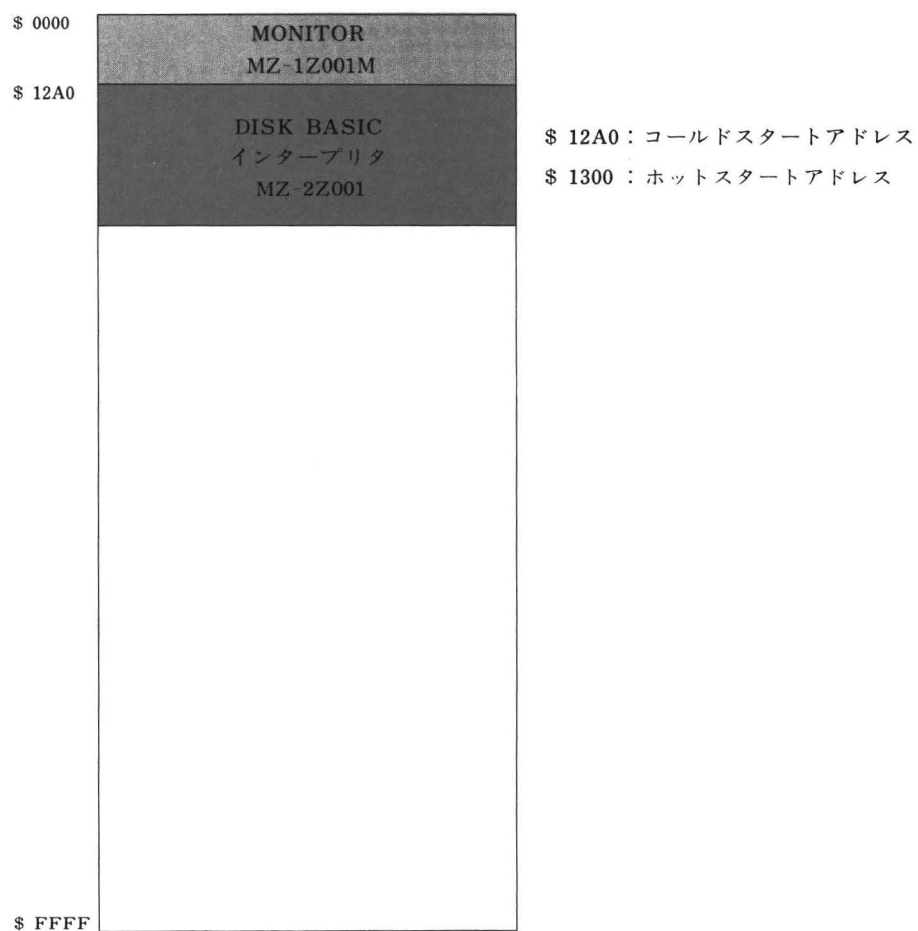 $ 0000
MONITOR
MZ-1Z001M
$ 12A0
DISK BASIC
インタープリタ
MZ-2Z001
$ 12A0：コールドスタートアドレス
$ 1300：ホットスタートアドレス
$ FFFF